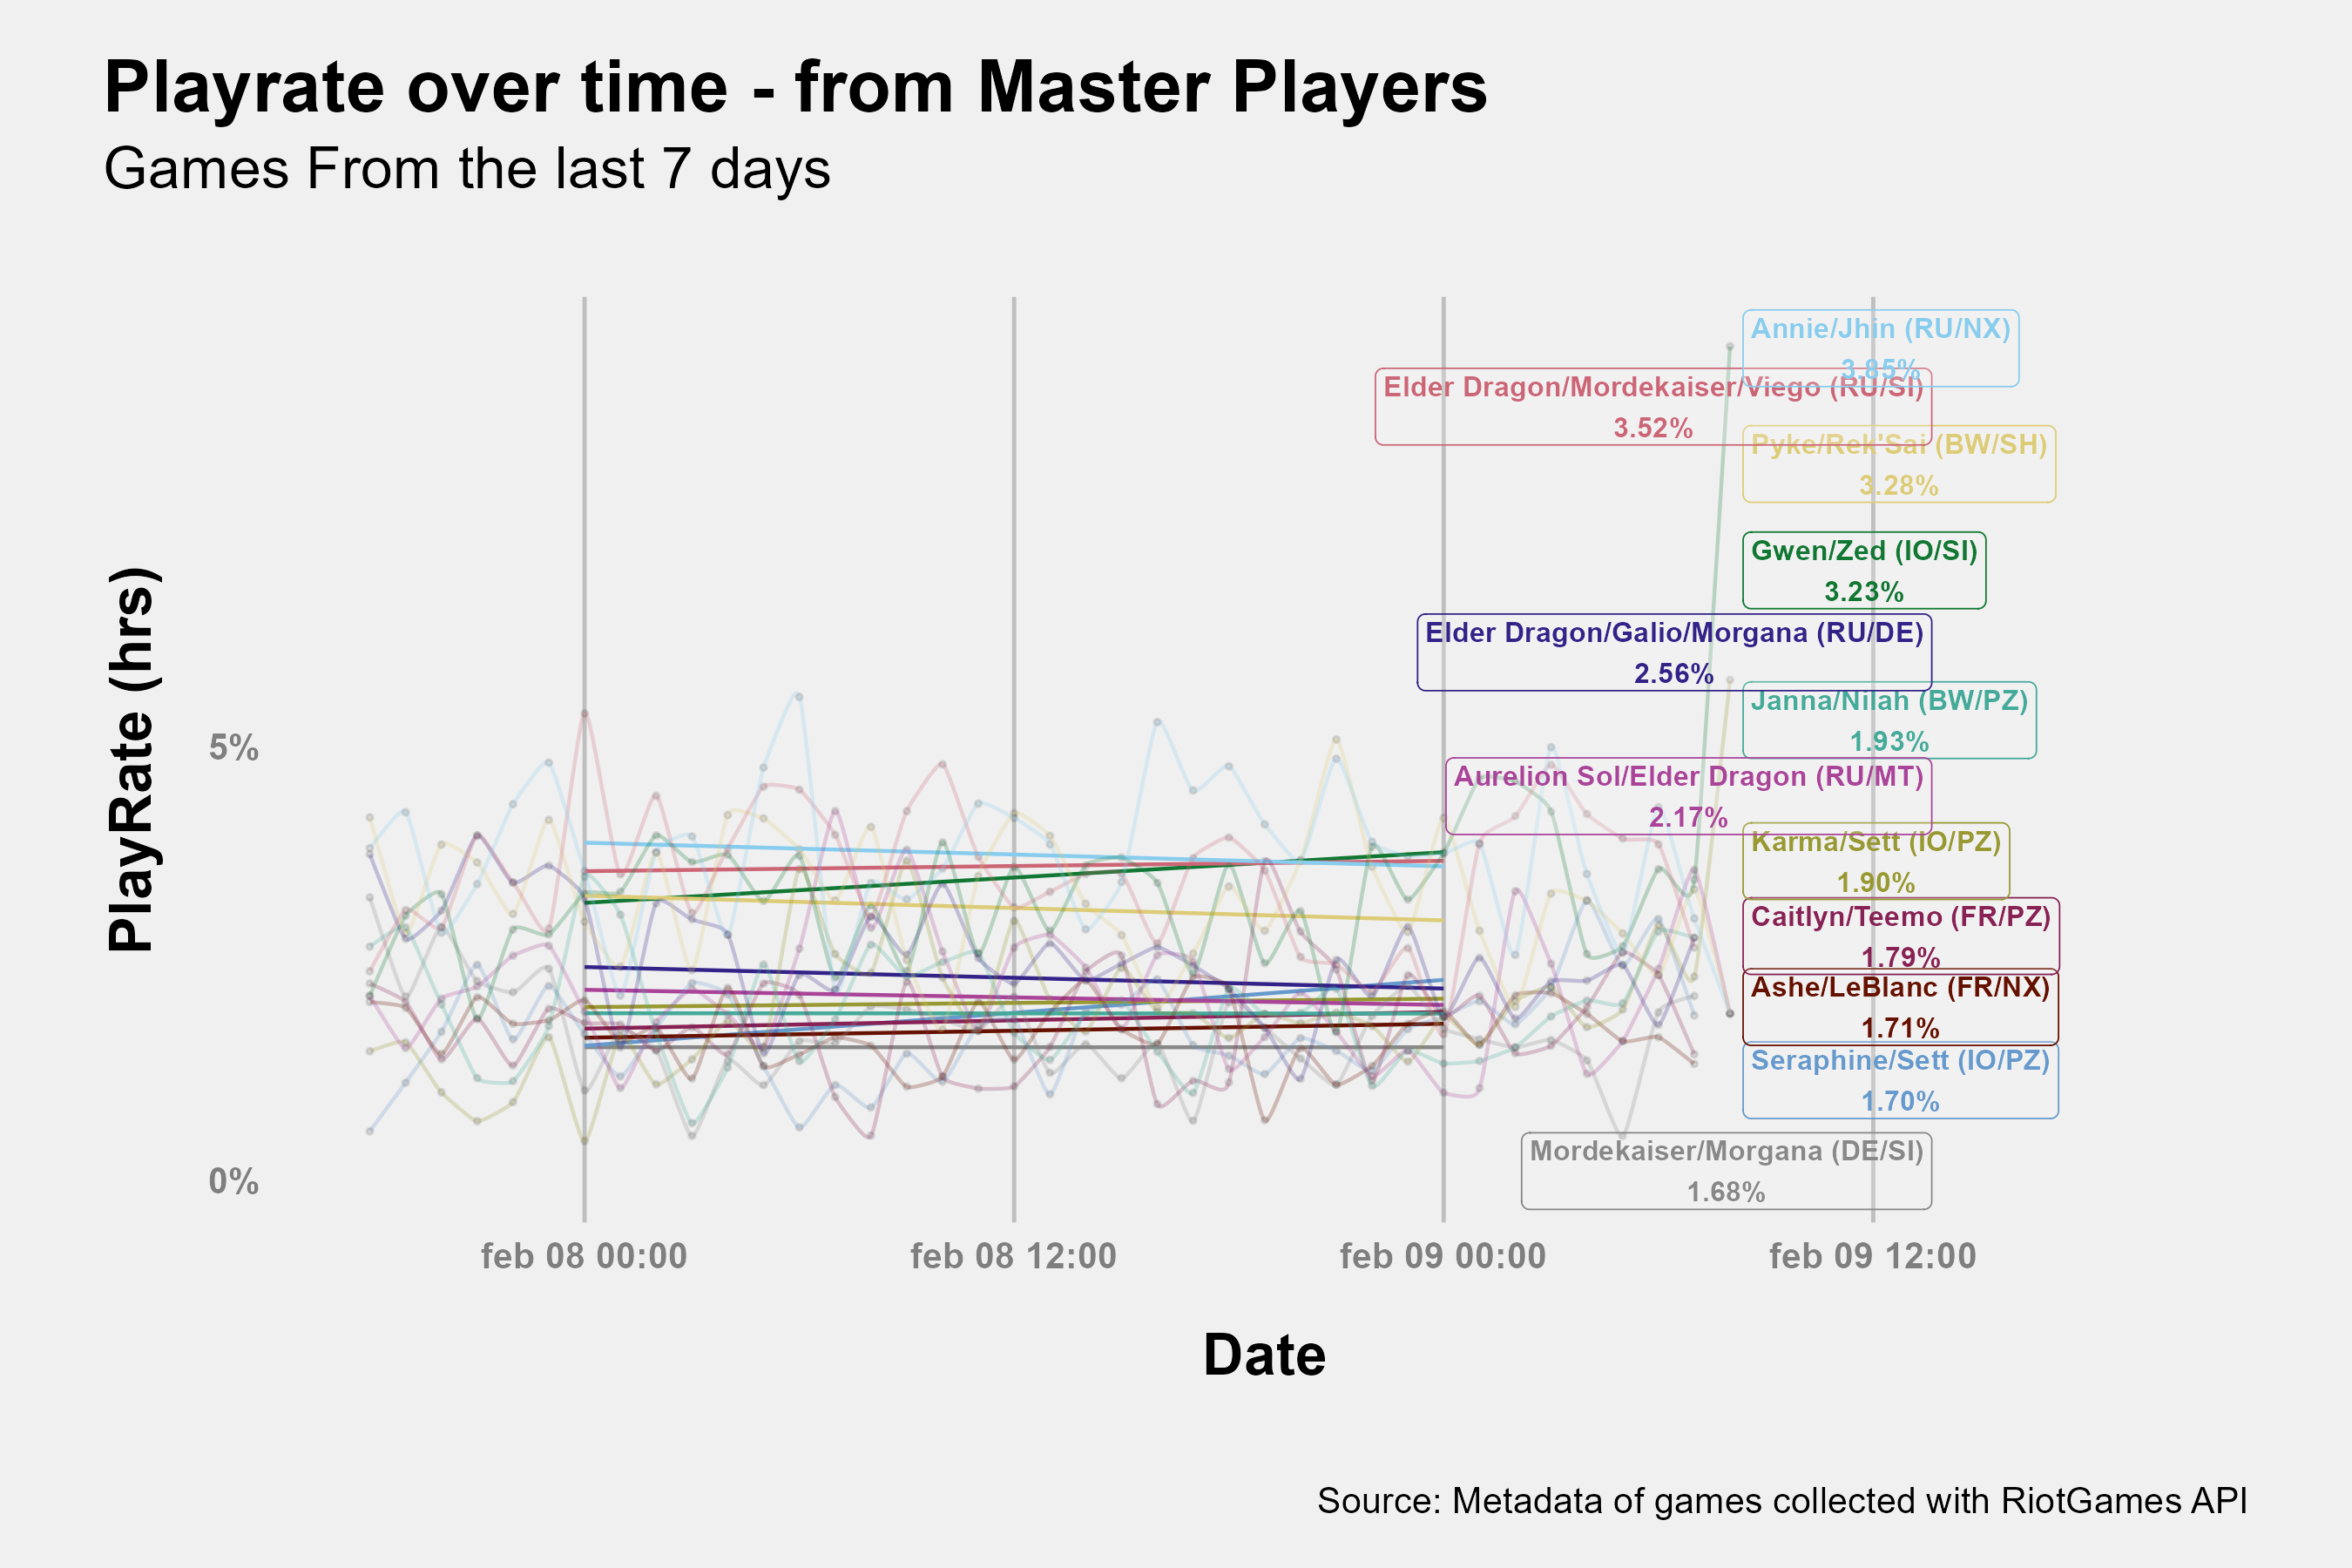 Playrate over time - from Master Players
Games From the last 7 days
PlayRate (hrs)
5%
0%
Annie/Jhin (RU/NX)
3.85%
Elder Dragon/Mordekaiser/Viego (RU/SI)
3.52%
Pyke/Rek'Sai (BW/SH)
3.28%
Gwen/Zed (IO/SI)
3.23%
Elder Dragon/Galio/Morgana (RU/DE)
2.56%
Janna/Nilah (BW/PZ)
1.93%
Aurelion Sol/Elder Dragon (RU/MT)
2.17%
Karma/Sett (IO/PZ)
1.90%
Caitlyn/Teemo (FR/PZ)
1.79%
Ashe/LeBlanc (FR/NX)
1.71%
Seraphine/Sett (IO/PZ)
1.70%
Mordekaiser/Morgana (DE/SI)
1.68%
feb 08 00:00
feb 08 12:00
feb 09 00:00
feb 09 12:00
Date
Source: Metadata of games collected with RiotGames API